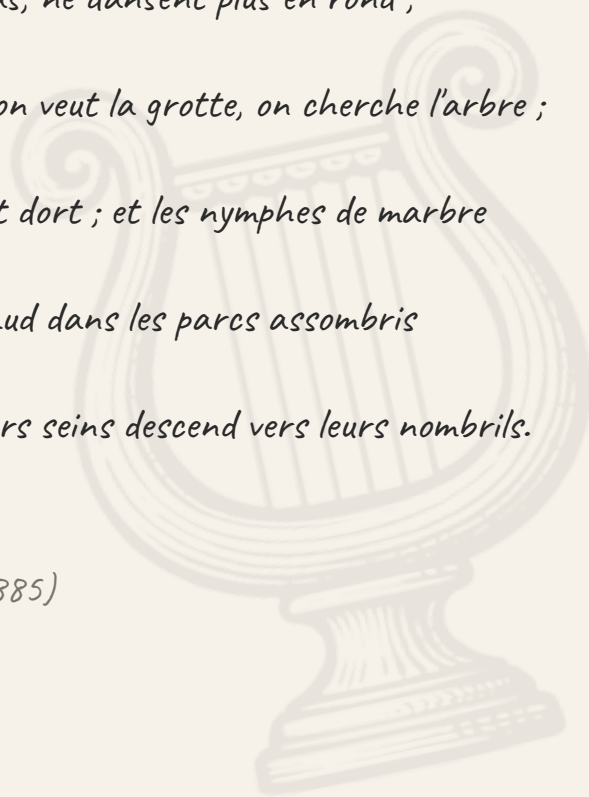 ne dansent plus en rond ;
on veut la grotte, on cherche l'arbre ;
t dort ; et les nymphes de marbre
ud dans les parcs assombris
rs seins descend vers leurs nombrils.
885)